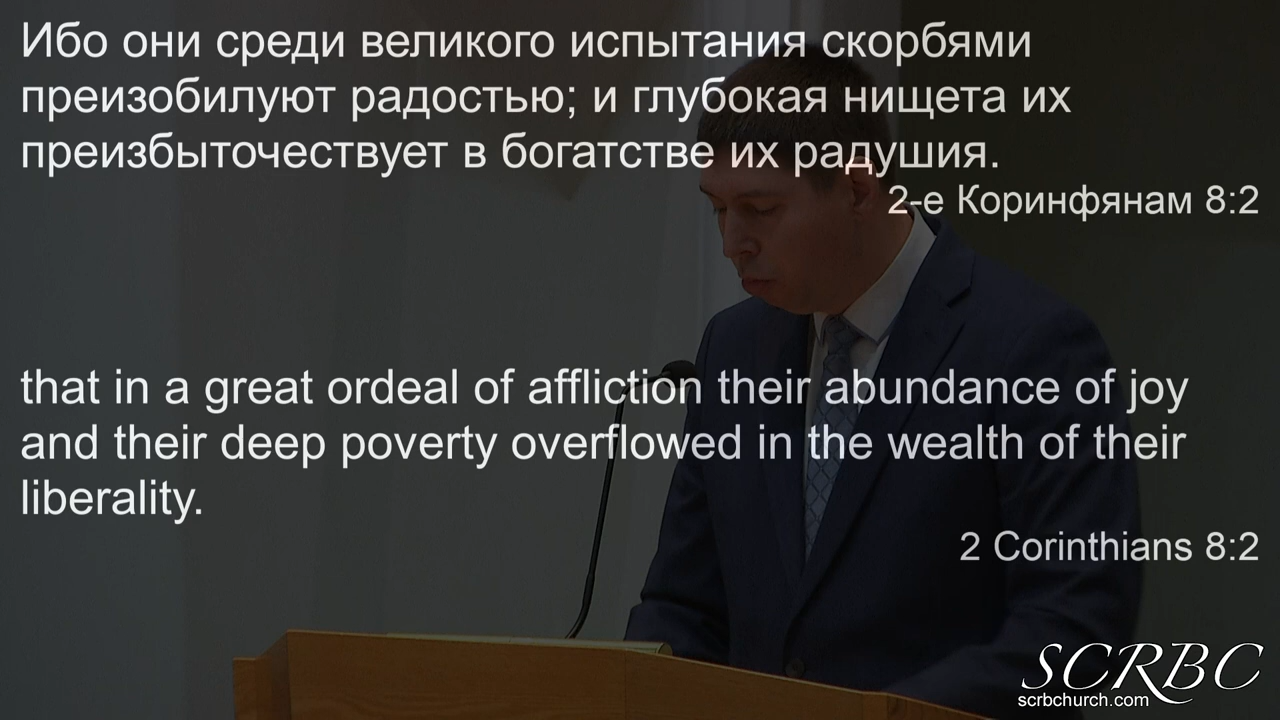 Ибо они среди великого испытания скорбями
преизобилуют радостью; и глубокая нищета их
преизбыточествует в богатстве их радушия.
2-е Коринфянам 8:2
that in a great ordeal of affliction their abundance of joy
and their deep poverty overflowed in the wealth of their
liberality.
2 Corinthians 8:2
SCRBC
scrbchurch.com